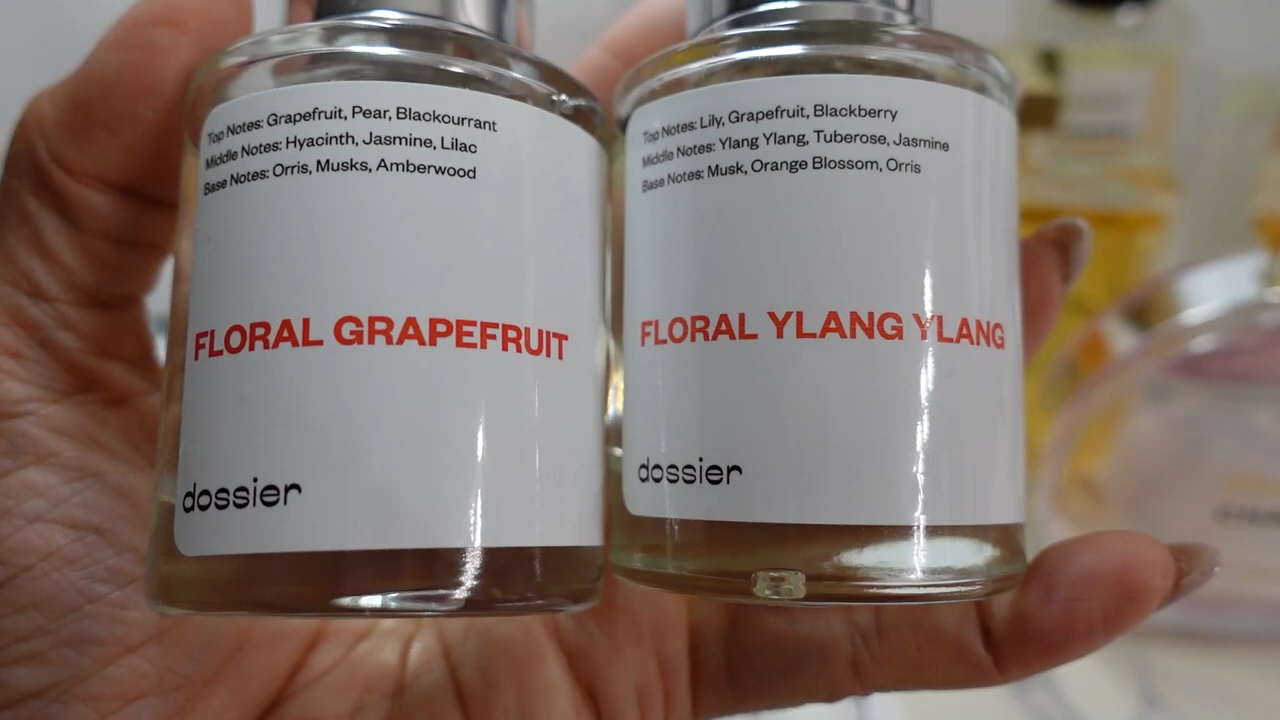 Top Notes: Grapefruit, Pear, Blackcurrant
Middle Notes: Hyacinth, Jasmine, Lilac
Base Notes: Orris, Musks, Amberwood
FLORAL GRAPEFRUIT
dossier
Top Notes: Lily, Grapefruit, Blackberry
Middle Notes: Ylang Ylang, Tuberose, Jasmine
Base Notes: Musk, Orange Blossom, Orris
FLORAL YLANG YLANG
dossier